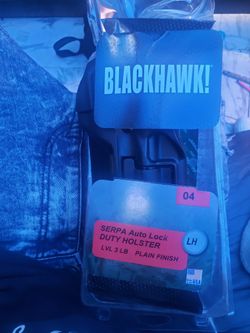 BLACKHAWK!
04
SERPA Auto Lock
DUTY HOLSTER
LVL 3 LB PLAIN FINISH
LH